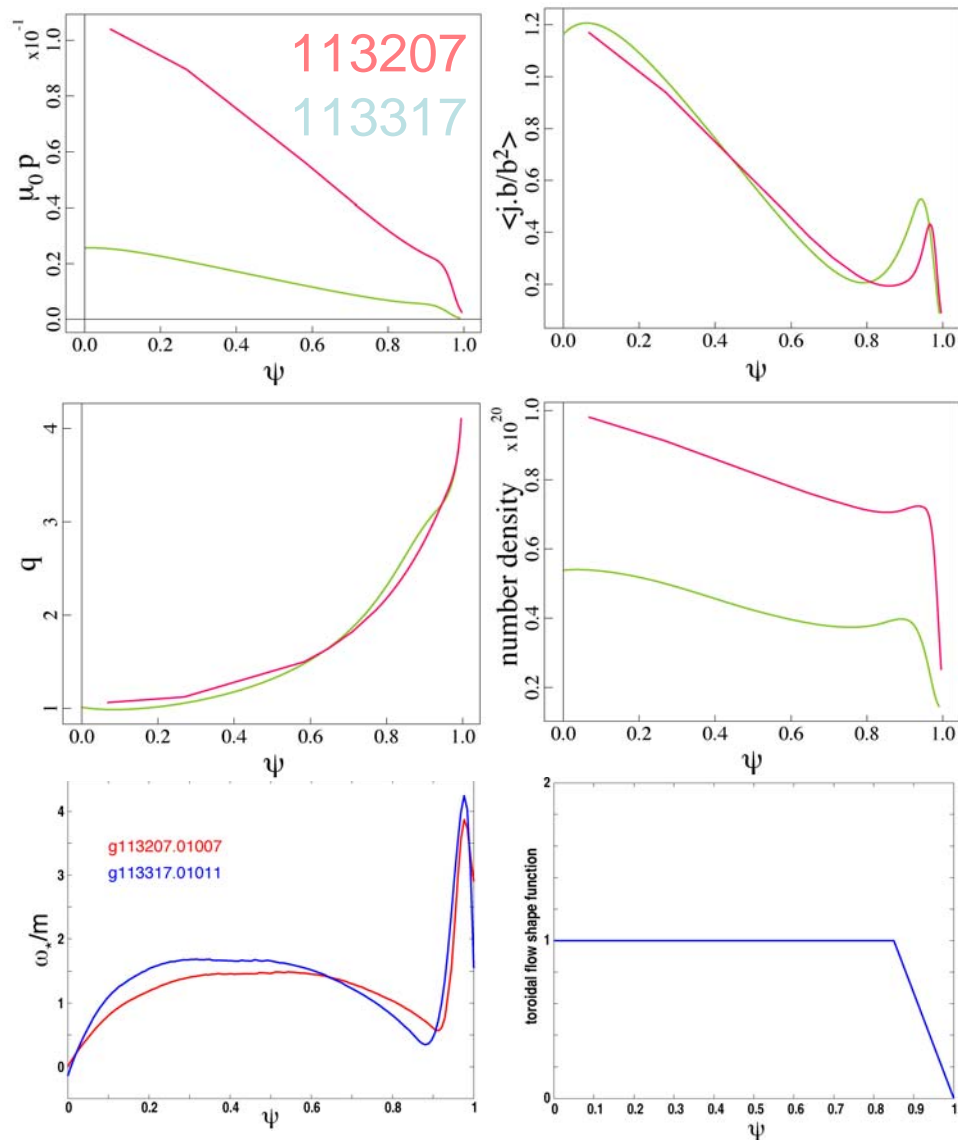 x10⁻¹
1.0
0.8
0.6
0.4
0.2
0.0
μ₀ p
113207
113317
0.0 0.2 0.4 0.6 0.8 1.0
ψ
1.2
1.0
0.8
0.6
0.4
0.2
<j.b/b²>
0.0 0.2 0.4 0.6 0.8 1.0
ψ
4
3
2
1
q
0.0 0.2 0.4 0.6 0.8 1.0
ψ
x10²⁰
1.0
0.8
0.6
0.4
0.2
number density
0.0 0.2 0.4 0.6 0.8 1.0
ψ
4
3
2
1
0
ω*/m
g113207.01007
g113317.01011
0 0.2 0.4 0.6 0.8 1
ψ
2
1
0
toroidal flow shape function
0 0.1 0.2 0.3 0.4 0.5 0.6 0.7 0.8 0.9 1
ψ